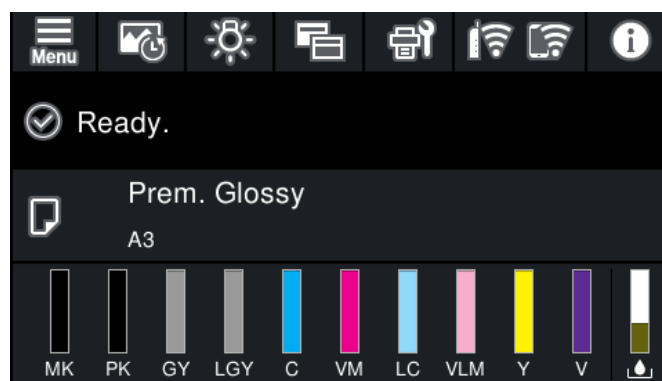 Menu
Ready.
Prem. Glossy
A3
MK PK GY LGY C VM LC VLM Y V